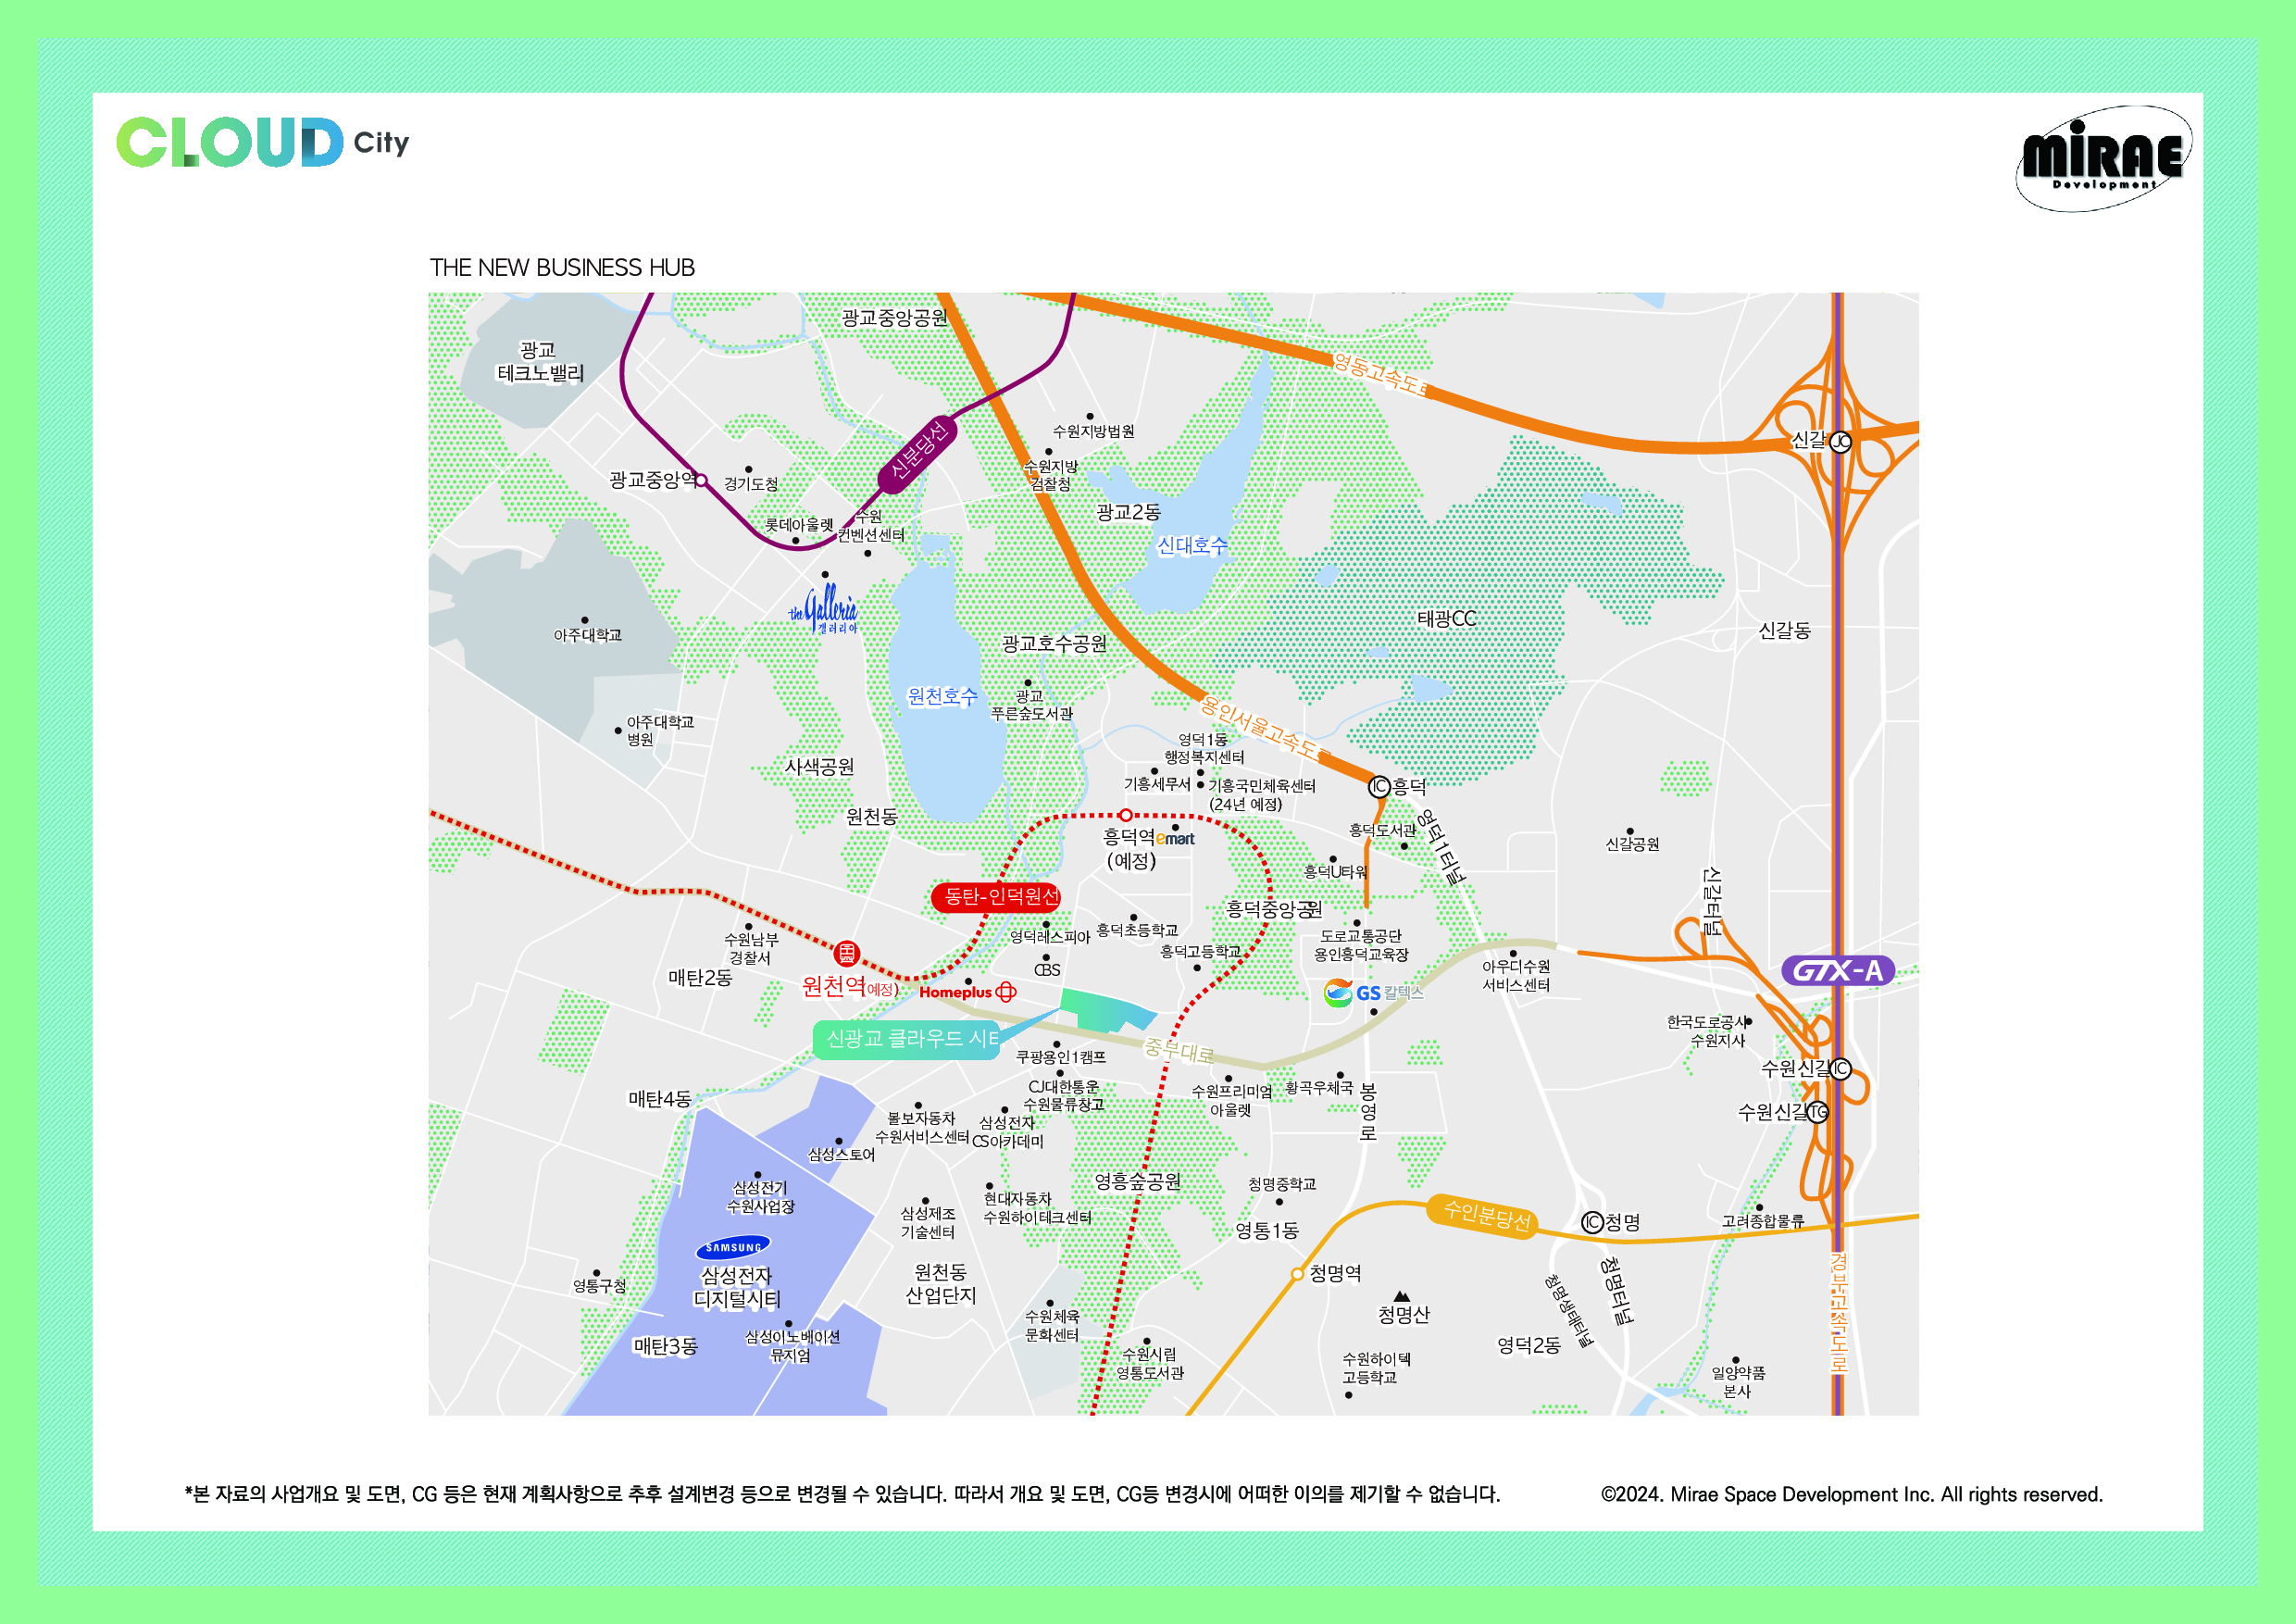 CLOUD City
MiRAE
Development
THE NEW BUSINESS HUB
광교중앙공원
광교
테크노밸리
영동고속도로
신분당선
수원지방법원
신갈 JC
수원지방
검찰청
광교중앙역
경기도청
광교2동
롯데아울렛
수원
컨벤션센터
신대호수
the Galleria
갤러리아
아주대학교
태광CC
신갈동
광교호수공원
원천호수
광교
푸른숲도서관
아주대학교
병원
용인서울고속도로
영덕1동
행정복지센터
사색공원
기흥세무서
기흥국민체육센터
(24년 예정)
IC 흥덕
원천동
흥덕역
(예정)
emart
흥덕도서관
영덕1터널
신갈공원
흥덕U타워
신갈터널
동탄-인덕원선
흥덕중앙공원
영덕레스피아
흥덕초등학교
수원남부
경찰서
도로교통공단
용인흥덕교육장
흥덕고등학교
CBS
매탄2동
아우디수원
서비스센터
GTX-A
원천역(예정)
Homeplus
GS 칼텍스
한국도로공사
수원지사
신광교 클라우드 시티
중부대로
쿠팡용인1캠프
수원신갈 IC
CJ대한통운
수원물류창고
수원프리미엄
아울렛
황곡우체국
봉영로
매탄4동
수원신갈 TG
볼보자동차
수원서비스센터
삼성전자
CS아카데미
삼성스토어
삼성전기
수원사업장
영흥숲공원
청명중학교
현대자동차
수원하이테크센터
삼성제조
기술센터
수인분당선
IC 청명
고려종합물류
영통1동
SAMSUNG
삼성전자
디지털시티
영통구청
원천동
산업단지
청명역
청명터널
청명생태터널
경부고속도로
수원체육
문화센터
청명산
삼성이노베이션
뮤지엄
매탄3동
영덕2동
수원시립
영통도서관
수원하이텍
고등학교
일양약품
본사
*본 자료의 사업개요 및 도면, CG 등은 현재 계획사항으로 추후 설계변경 등으로 변경될 수 있습니다. 따라서 개요 및 도면, CG등 변경시에 어떠한 이의를 제기할 수 없습니다.
©2024. Mirae Space Development Inc. All rights reserved.